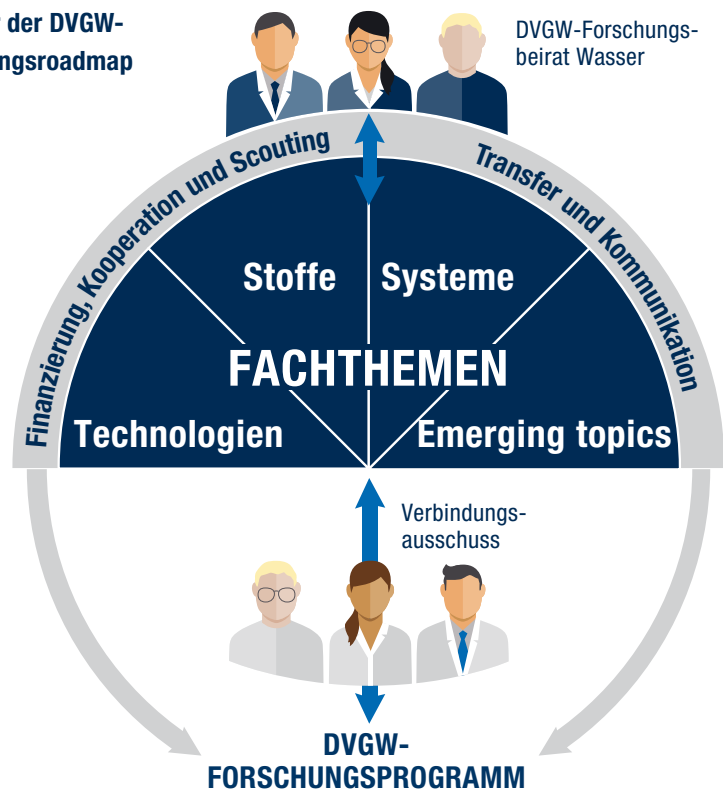 der DVGW-
ngsroadmap
DVGW-Forschungs-
beirat Wasser
Finanzierung, Kooperation und Scouting
Transfer und Kommunikation
Stoffe
Systeme
FACHTHEMEN
Technologien
Emerging topics
Verbindungs-
ausschuss
DVGW-
FORSCHUNGSPROGRAMM